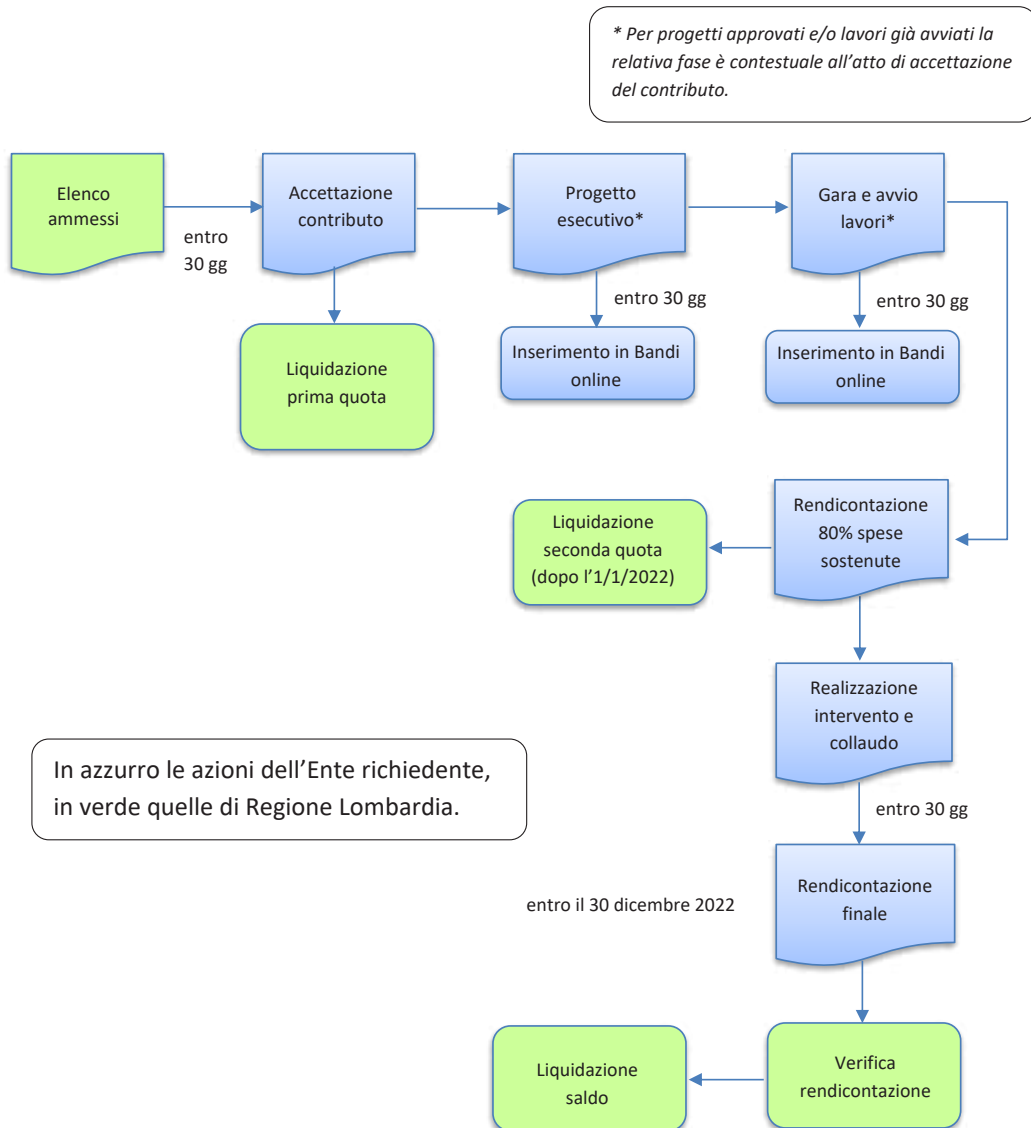 * Per progetti approvati e/o lavori già avviati la
relativa fase è contestuale all’atto di accettazione
del contributo.
Elenco
ammessi
entro
30 gg
Accettazione
contributo
Progetto
esecutivo*
Gara e avvio
lavori*
Liquidazione
prima quota
entro 30 gg
Inserimento in Bandi
online
entro 30 gg
Inserimento in Bandi
online
Rendicontazione
80% spese
sostenute
Liquidazione
seconda quota
(dopo l’1/1/2022)
Realizzazione
intervento e
collaudo
In azzurro le azioni dell’Ente richiedente,
in verde quelle di Regione Lombardia.
entro 30 gg
entro il 30 dicembre 2022
Rendicontazione
finale
Verifica
rendicontazione
Liquidazione
saldo